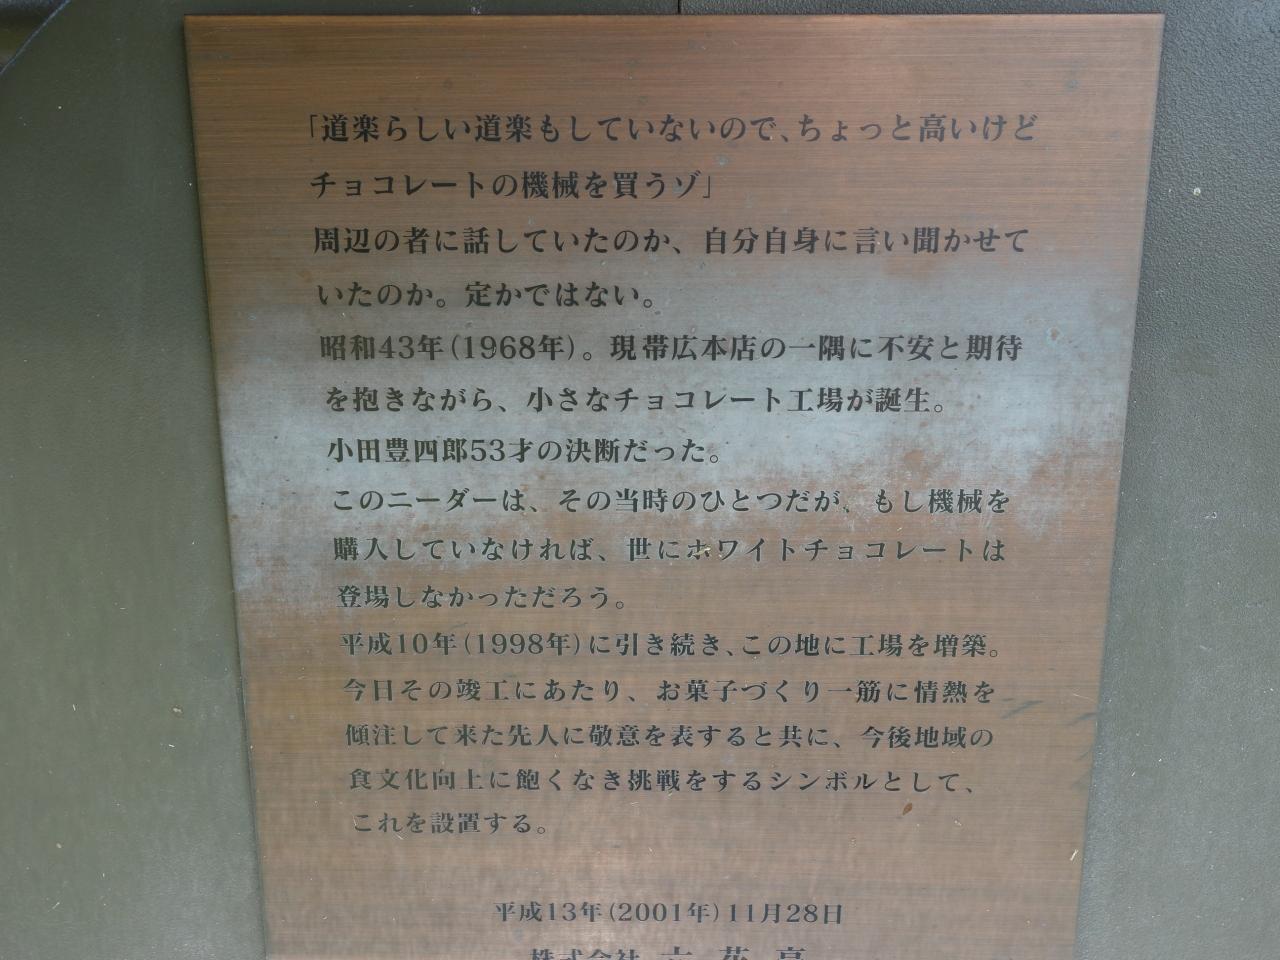 「道楽らしい道楽もしていないので、ちょっと高いけど
チョコレートの機械を買うゾ」
周辺の者に話していたのか、自分自身に言い聞かせて
いたのか。定かではない。
昭和43年(1968年)。現帯広本店の一隅に不安と期待
を抱きながら、小さなチョコレート工場が誕生。
小田豊四郎53才の決断だった。
このニーダーは、その当時のひとつだが、もし機械を
購入していなければ、世にホワイトチョコレートは
登場しなかっただろう。
平成10年(1998年)に引き続き、この地に工場を増築。
今日その竣工にあたり、お菓子づくり一筋に情熱を
傾注して来た先人に敬意を表すると共に、今後地域の
食文化向上に飽くなき挑戦をするシンボルとして、
これを設置する。
平成13年(2001年)11月28日
株式会社 六花亭